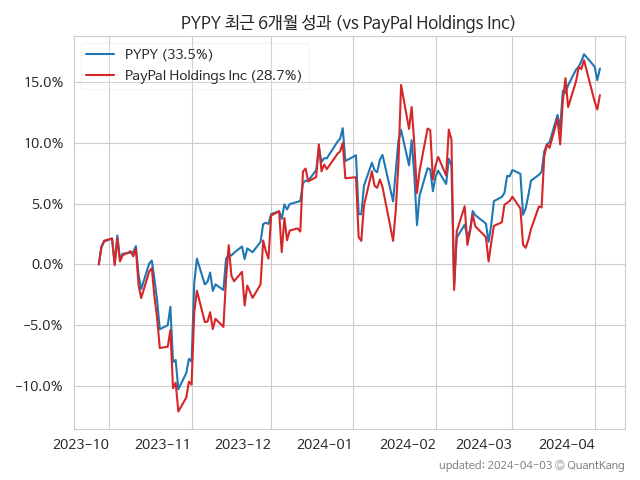 PYPY 최근 6개월 성과 (vs PayPal Holdings Inc)
PYPY (33.5%)
PayPal Holdings Inc (28.7%)
15.0%
10.0%
5.0%
0.0%
−5.0%
−10.0%
2023−10 2023−11 2023−12 2024−01 2024−02 2024−03 2024−04
updated: 2024−04−03 © QuantKang